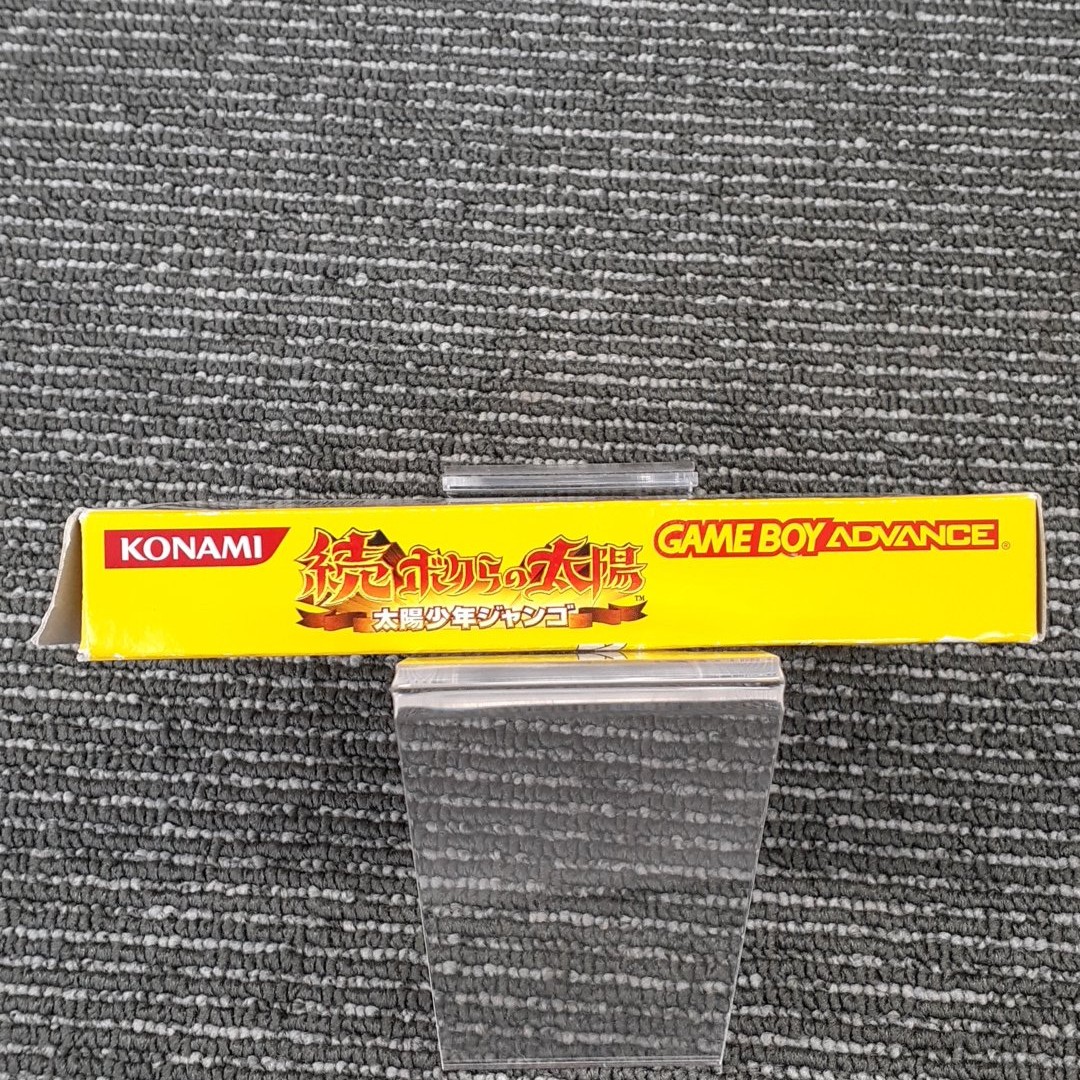 KONAMI
続 ボクらの太陽
TM
太陽少年ジャンゴ
GAME BOY ADVANCE
®